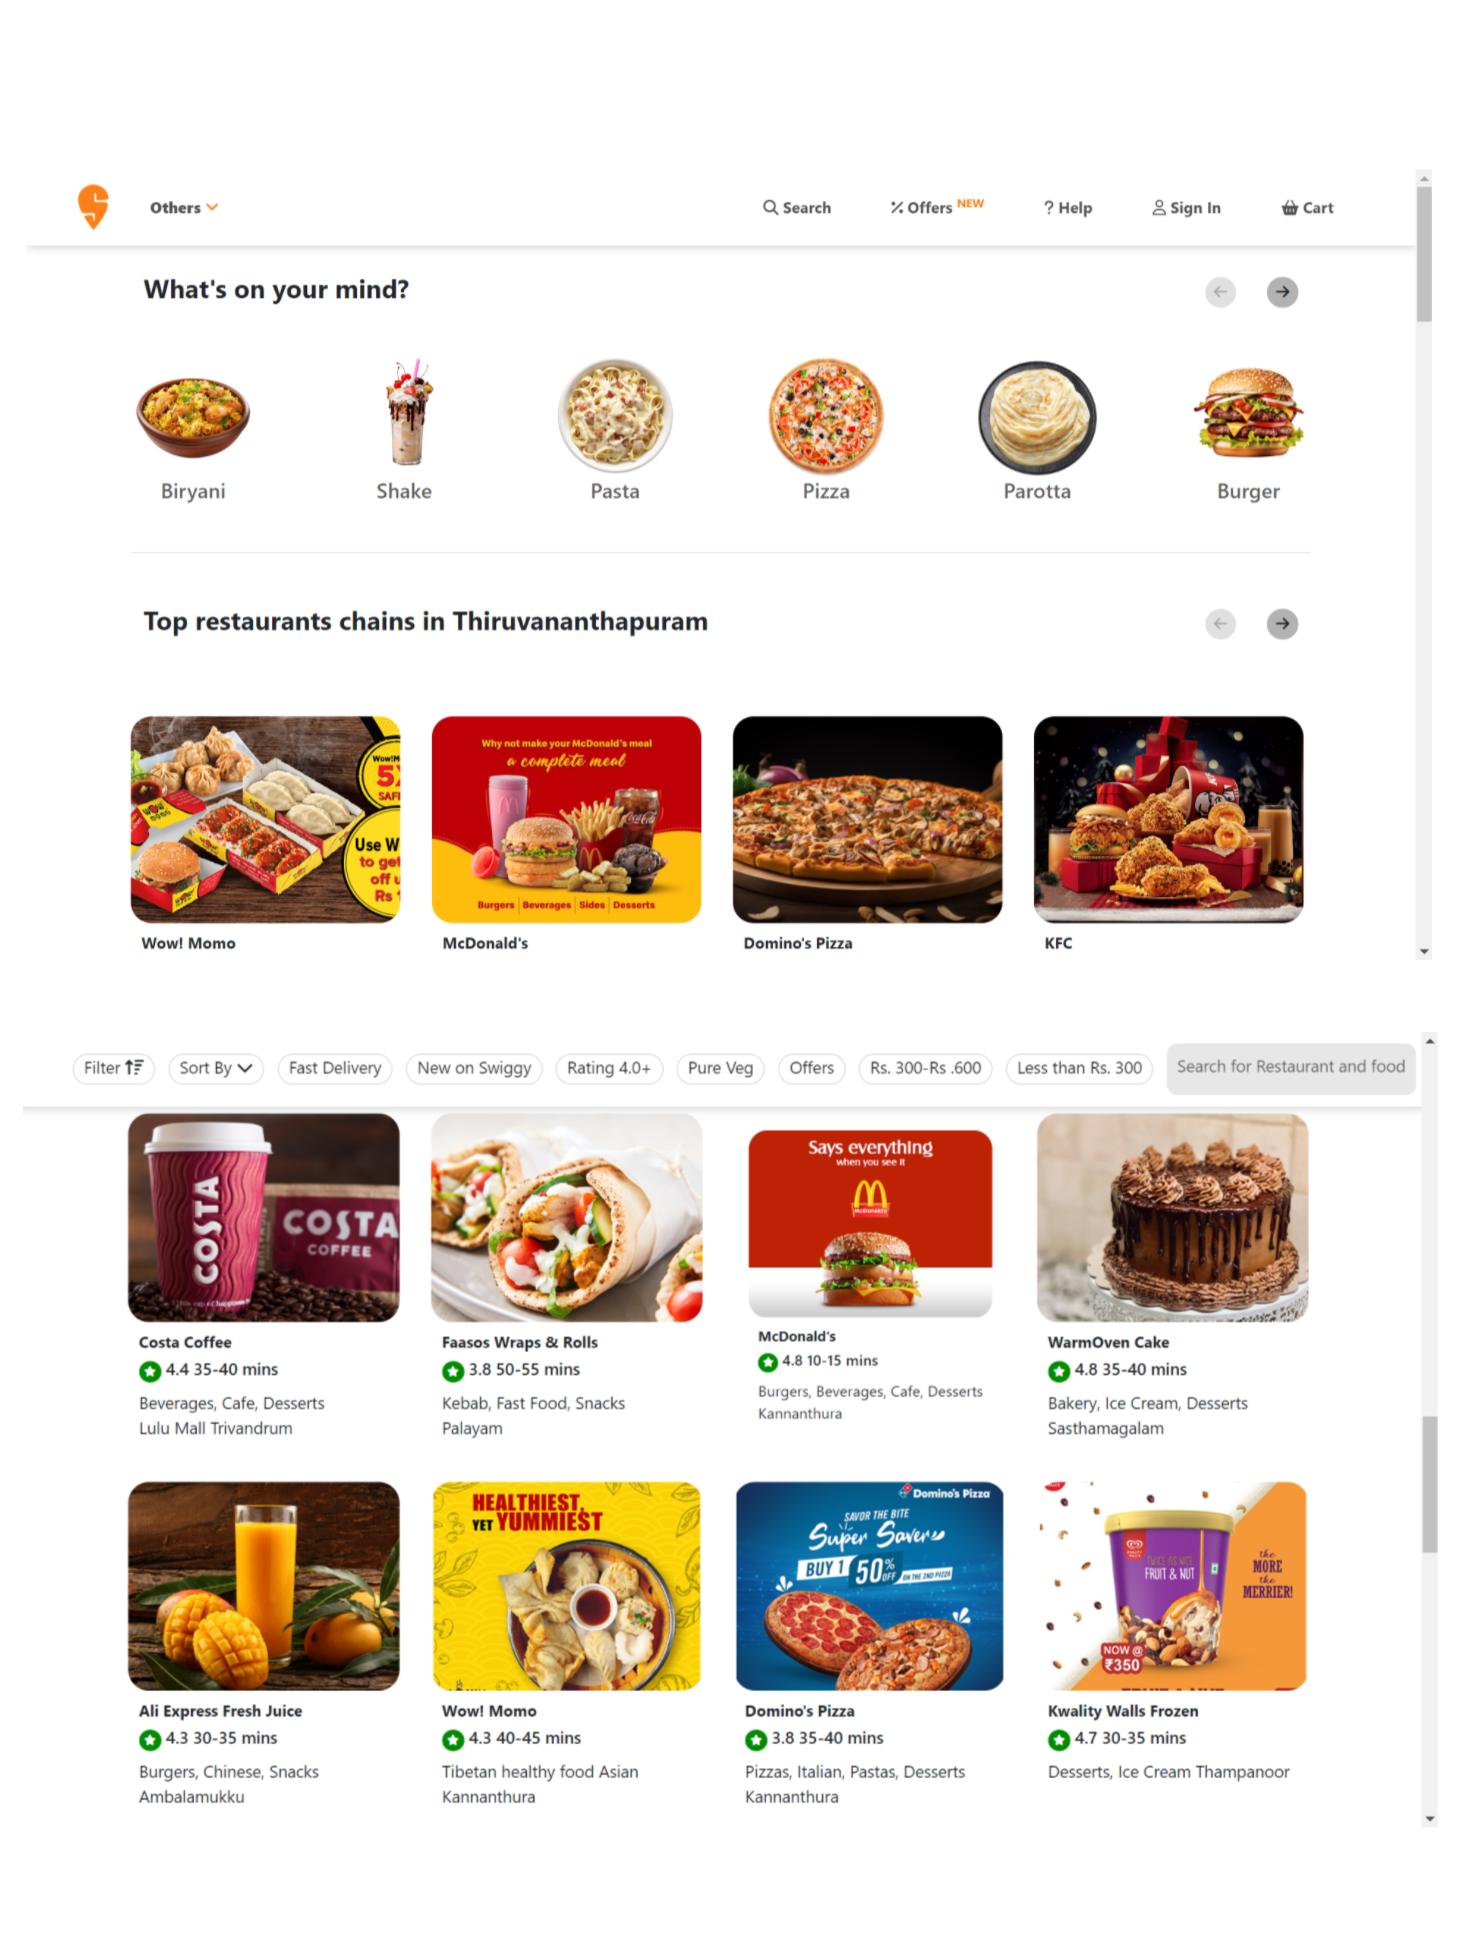 Others
Search
Offers NEW
? Help
Sign In
Cart
What's on your mind?
Biryani
Shake
Pasta
Pizza
Parotta
Burger
Top restaurants chains in Thiruvananthapuram
Use W
to get
off u
Rs
Wow! Momo
Why not make your McDonald's meal
a complete meal
Coca-Cola
Burgers Beverages Sides Desserts
McDonald's
Domino's Pizza
KFC
Filter
Sort By
Fast Delivery
New on Swiggy
Rating 4.0+
Pure Veg
Offers
Rs. 300-Rs .600
Less than Rs. 300
Search for Restaurant and food
COSTA
COSTA
COFFEE
Costa Coffee
4.4 35-40 mins
Beverages, Cafe, Desserts
Lulu Mall Trivandrum
Faasos Wraps & Rolls
3.8 50-55 mins
Kebab, Fast Food, Snacks
Palayam
Says everything
when you see it
McDonald's
McDonald's
4.8 10-15 mins
Burgers, Beverages, Cafe, Desserts
Kannanthura
WarmOven Cake
4.8 35-40 mins
Bakery, Ice Cream, Desserts
Sasthamagalam
Ali Express Fresh Juice
4.3 30-35 mins
Burgers, Chinese, Snacks
Ambalamukku
HEALTHIEST,
YET YUMMIEST
Wow! Momo
4.3 40-45 mins
Tibetan healthy food Asian
Kannanthura
Domino's Pizza
SAVOR THE BITE
Super Savers
BUY 1 50% OFF ON THE 2ND PIZZA
Domino's Pizza
3.8 35-40 mins
Pizzas, Italian, Pastas, Desserts
Kannanthura
TWICE AS NICE
FRUIT & NUT
the
MORE
the
MERRIER!
NOW @
₹350
Kwality Walls Frozen
4.7 30-35 mins
Desserts, Ice Cream Thampanoor